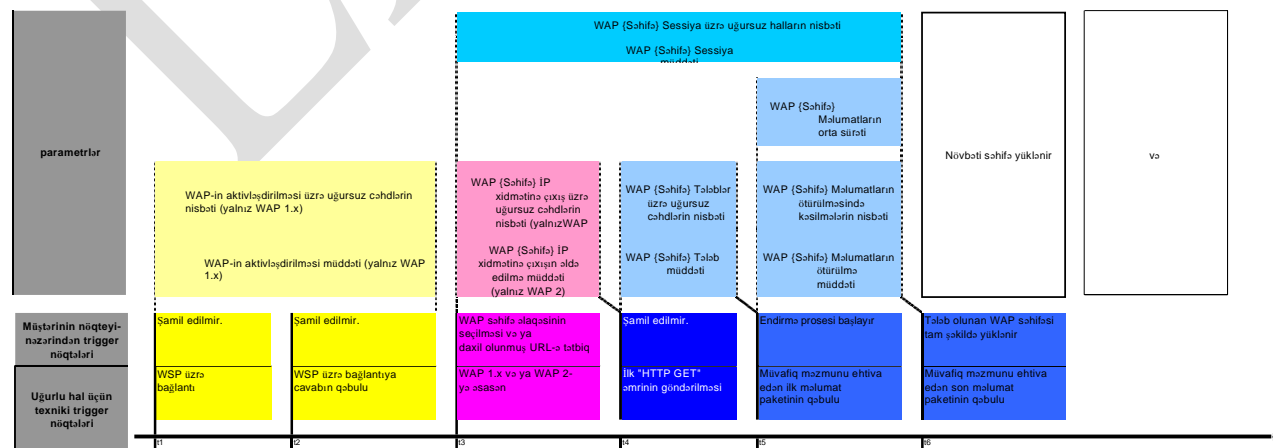 WAP {Səhifə} Sessiya üzrə uğursuz halların nisbəti
WAP {Səhifə} Sessiya
müddəti
WAP {Səhifə}
Məlumatların
orta sürəti
parametrlər
Növbəti səhifə yüklənir
və
WAP-in aktivləşdirilməsi üzrə uğursuz cəhdlərin
nisbəti (yalnız WAP 1.x)
WAP-in aktivləşdirilməsi müddəti (yalnız WAP
1.x)
WAP {Səhifə} İP
xidmətinə çıxış üzrə
uğursuz cəhdlərin
nisbəti (yalnızWAP
WAP {Səhifə} İP
xidmətinə çıxışın əldə
edilmə müddəti
(yalnız WAP 2)
WAP {Səhifə} Tələblər
üzrə uğursuz
cəhdlərin nisbəti
WAP {Səhifə} Tələb
müddəti
WAP {Səhifə} Məlumatların
ötürülməsində
kəsilmələrin nisbəti
WAP {Səhifə} Məlumatların
ötürülmə
müddəti
Müştərinin nöqteyi-
nəzərindən trigger
nöqtələri
Şamil edilmir.
Şamil edilmir.
WAP səhifə əlaqəsinin
seçilməsi və ya
daxil olunmuş URL-ə tətbiq
Şamil edilmir.
Endirmə prosesi başlayır
Tələb olunan WAP səhifəsi
tam şəkildə yüklənir
Uğurlu hal üçün
texniki trigger
nöqtələri
WSP üzrə
bağlantı
WSP üzrə bağlantıya
cavabın qəbulu
WAP 1.x və ya WAP 2-
yə əsasən
İlk "HTTP GET"
əmrinin göndərilməsi
Müvafiq məzmunu ehtiva
edən ilk məlumat
paketinin qəbulu
Müvafiq məzmunu ehtiva
edən son məlumat
paketinin qəbulu
t1
t2
t3
t4
t5
t6